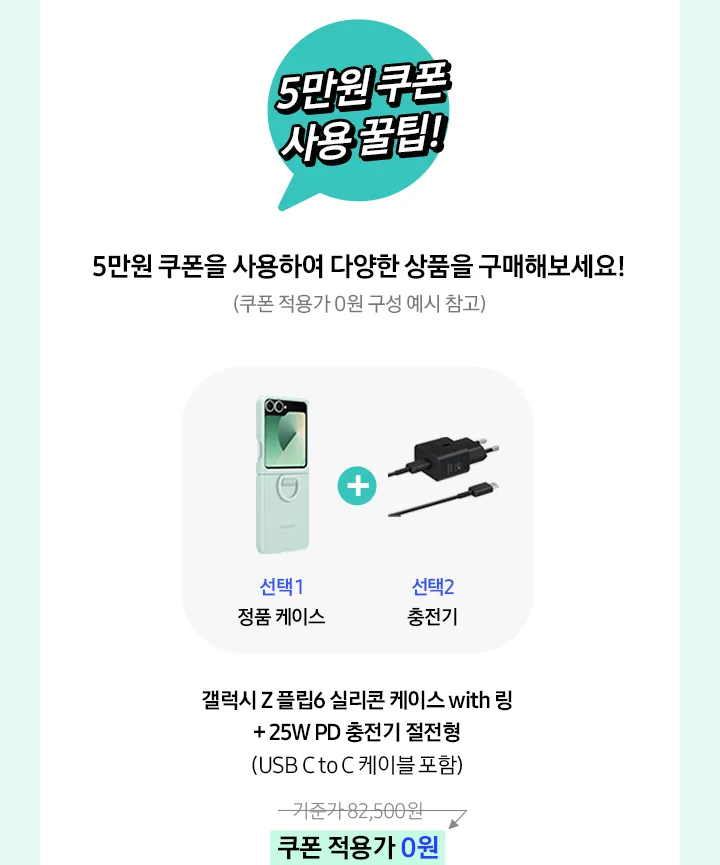 5만원 쿠폰
사용 꿀팁!
5만원 쿠폰을 사용하여 다양한 상품을 구매해보세요!
(쿠폰 적용가 0원 구성 예시 참고)
선택1
정품 케이스
선택2
충전기
갤럭시 Z 플립6 실리콘 케이스 with 링
+ 25W PD 충전기 절전형
(USB C to C 케이블 포함)
기준가 82,500원
쿠폰 적용가 0원